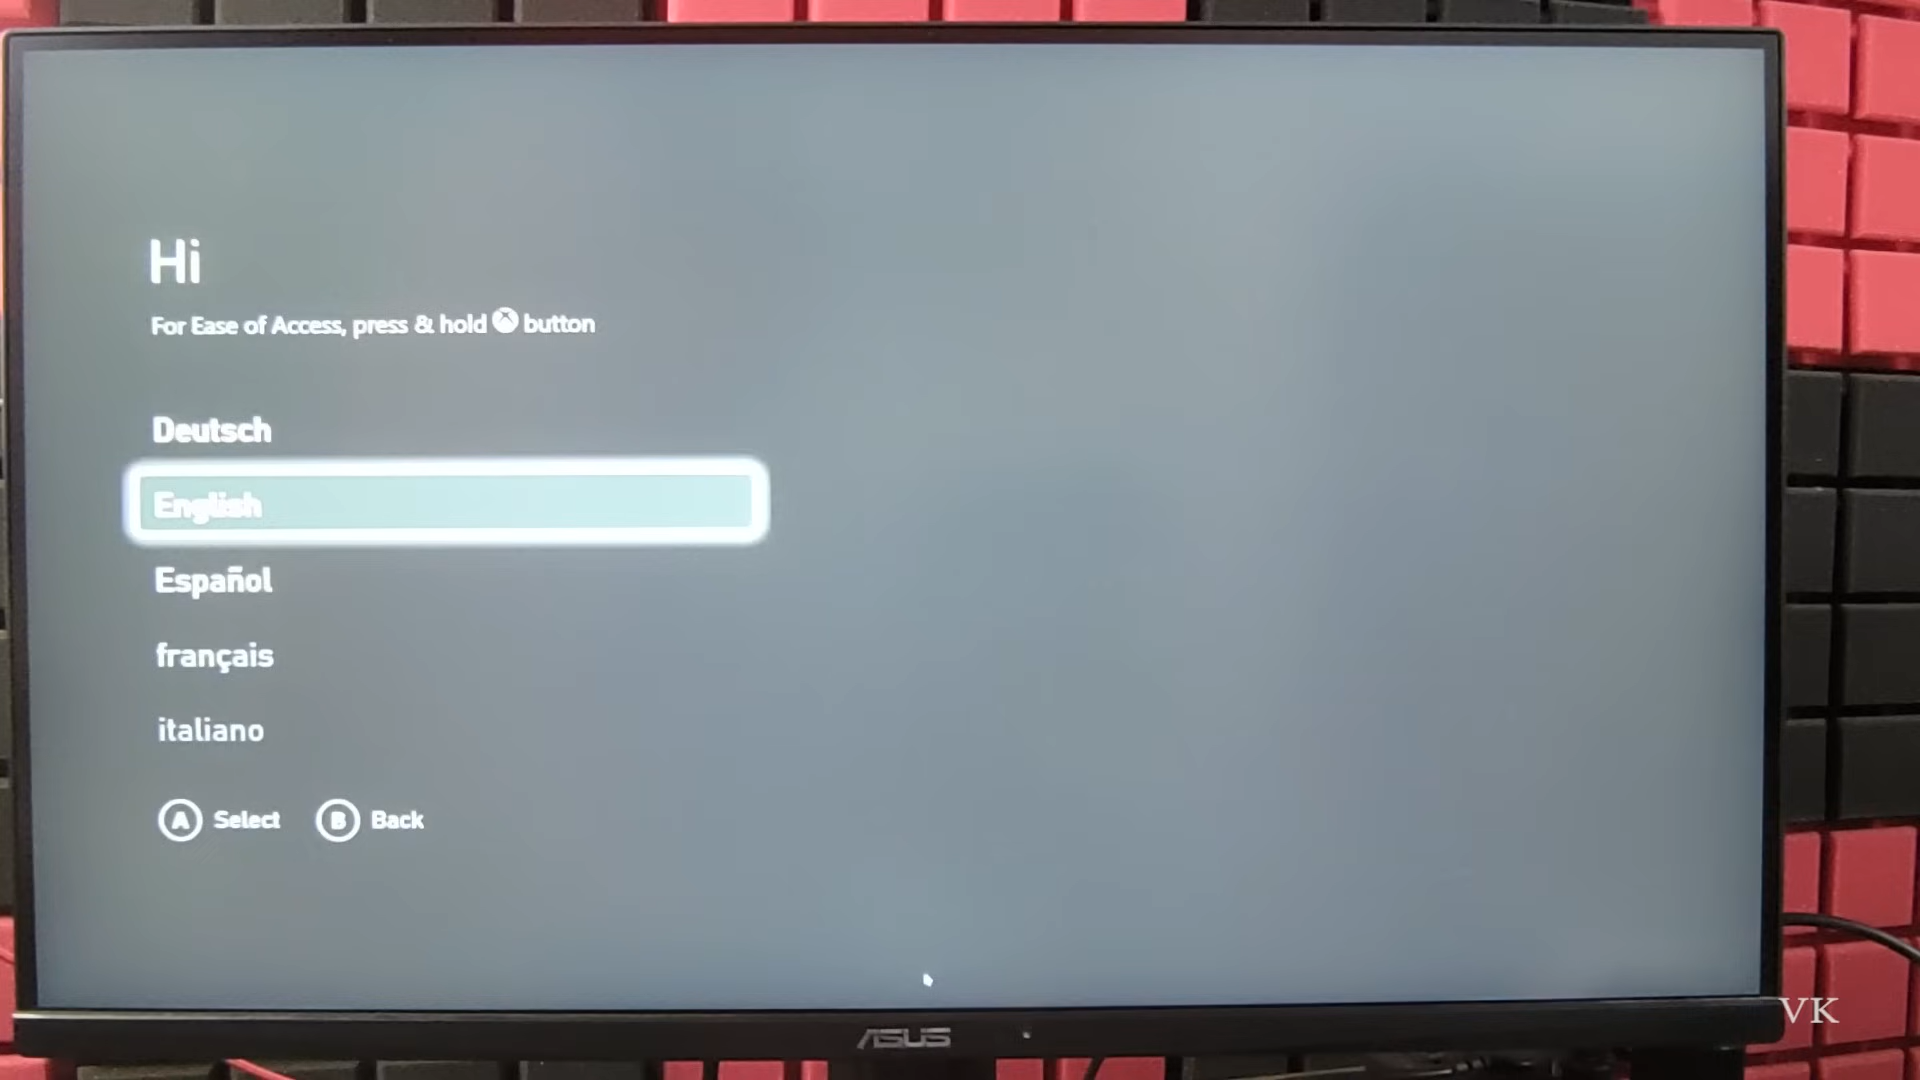 Hi
For Ease of Access, press & hold button
Deutsch
English
Español
français
italiano
A Select B Back
ASUS
VK